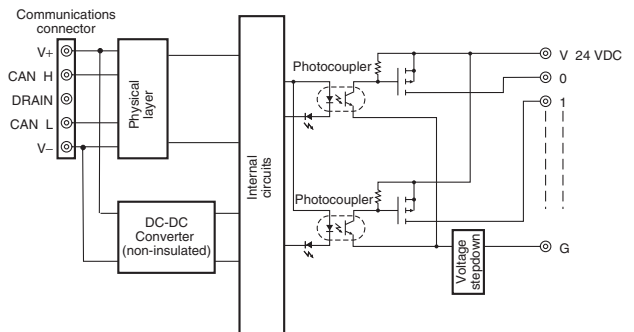 Communications
connector
V+
CAN H
DRAIN
CAN L
V–
Physical
layer
DC-DC
Converter
(non-insulated)
Internal
circuits
Photocoupler
Photocoupler
Voltage
stepdown
V 24 VDC
0
1
G